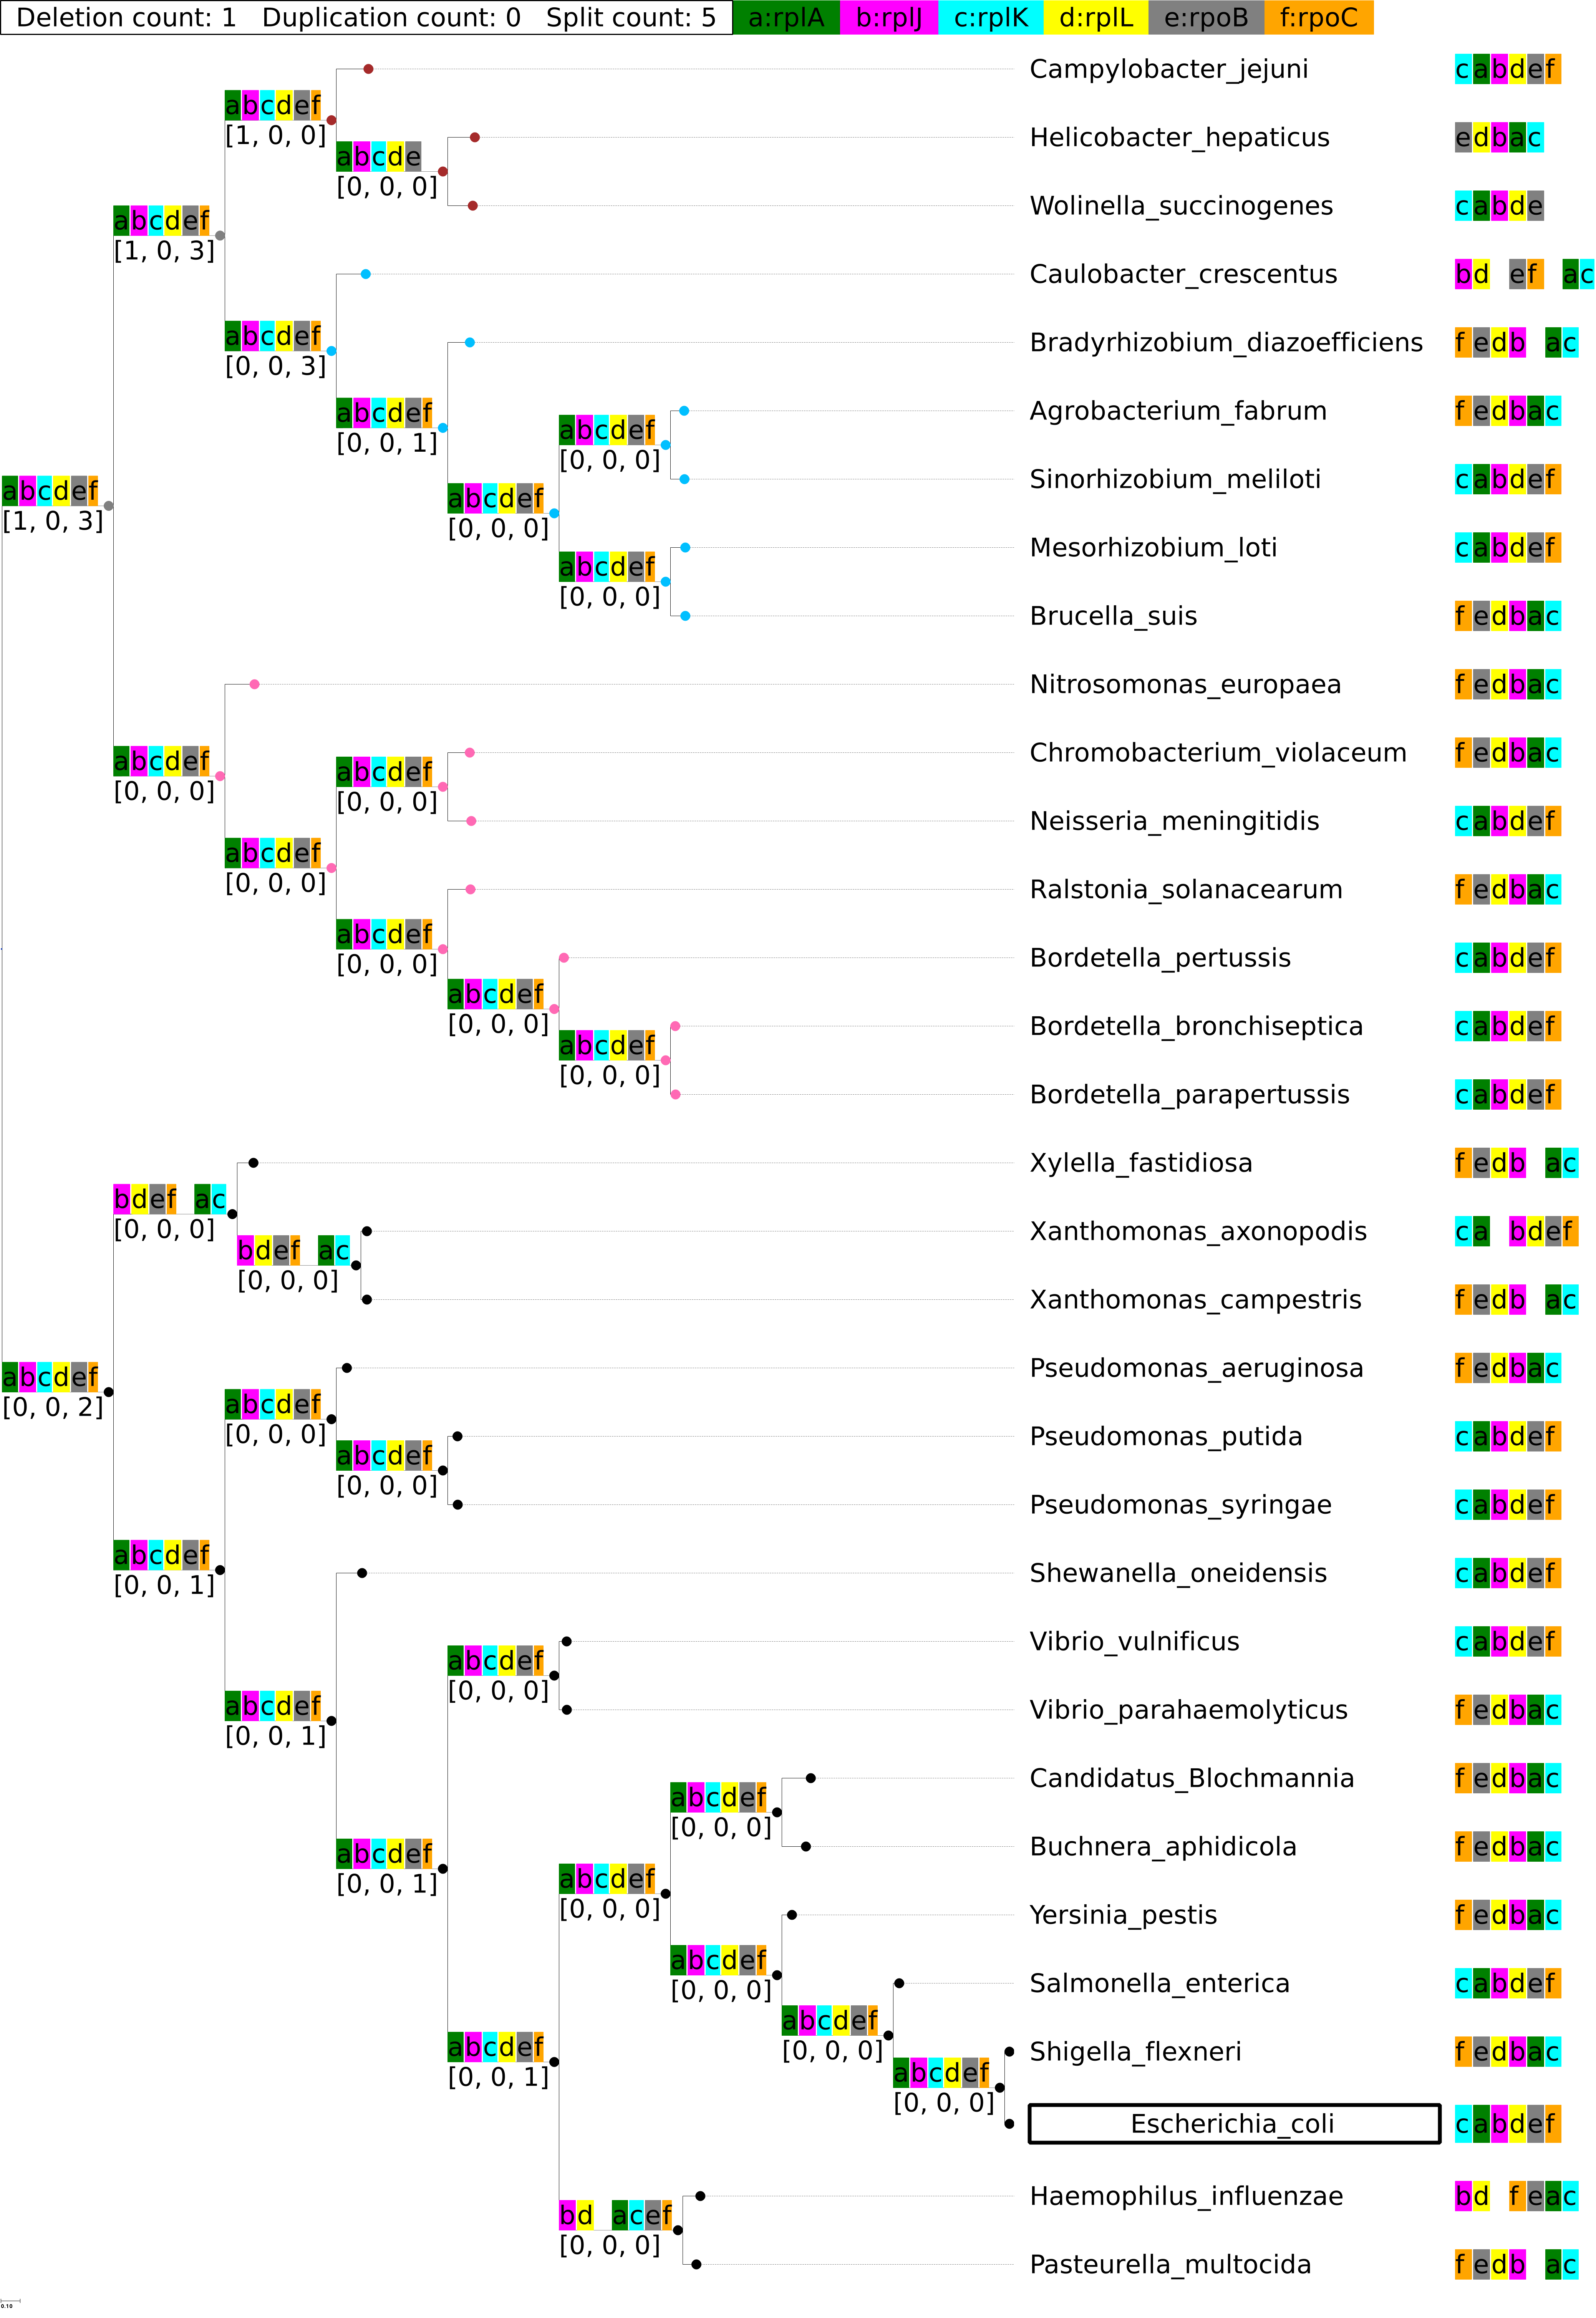 Deletion count: 1 Duplication count: 0 Split count: 5 a:rplA b:rplJ c:rplK d:rplL e:rpoB f:rpoC
Campylobacter_jejuni cabdef
abcdef
[1, 0, 0]
Helicobacter_hepaticus edbac
abcde
[0, 0, 0]
Wolinella_succinogenes cabde
abcdef
[1, 0, 3]
Caulobacter_crescentus bd ef ac
abcdef
[0, 0, 3]
Bradyrhizobium_diazoefficiens fedb ac
Agrobacterium_fabrum fedbac
abcdef
[0, 0, 1]
abcdef
[0, 0, 0]
Sinorhizobium_meliloti cabdef
abcdef
[1, 0, 3]
abcdef
[0, 0, 0]
Mesorhizobium_loti cabdef
abcdef
[0, 0, 0]
Brucella_suis fedbac
Nitrosomonas_europaea fedbac
Chromobacterium_violaceum fedbac
abcdef
[0, 0, 0]
abcdef
[0, 0, 0]
Neisseria_meningitidis cabdef
abcdef
[0, 0, 0]
Ralstonia_solanacearum fedbac
abcdef
[0, 0, 0]
Bordetella_pertussis cabdef
abcdef
[0, 0, 0]
Bordetella_bronchiseptica cabdef
abcdef
[0, 0, 0]
Bordetella_parapertussis cabdef
Xylella_fastidiosa fedb ac
bdef ac
[0, 0, 0]
Xanthomonas_axonopodis ca bdef
bdef ac
[0, 0, 0]
Xanthomonas_campestris fedb ac
Pseudomonas_aeruginosa fedbac
abcdef
[0, 0, 2]
abcdef
[0, 0, 0]
Pseudomonas_putida cabdef
abcdef
[0, 0, 0]
Pseudomonas_syringae cabdef
abcdef
[0, 0, 1]
Shewanella_oneidensis cabdef
Vibrio_vulnificus cabdef
abcdef
[0, 0, 0]
Vibrio_parahaemolyticus fedbac
abcdef
[0, 0, 1]
Candidatus_Blochmannia fedbac
abcdef
[0, 0, 0]
Buchnera_aphidicola fedbac
abcdef
[0, 0, 1]
abcdef
[0, 0, 0]
Yersinia_pestis fedbac
abcdef
[0, 0, 0]
Salmonella_enterica cabdef
abcdef
[0, 0, 0]
Shigella_flexneri fedbac
abcdef
[0, 0, 1]
abcdef
[0, 0, 0]
Escherichia_coli cabdef
Haemophilus_influenzae bd feac
bd acef
[0, 0, 0]
Pasteurella_multocida fedb ac
0.10